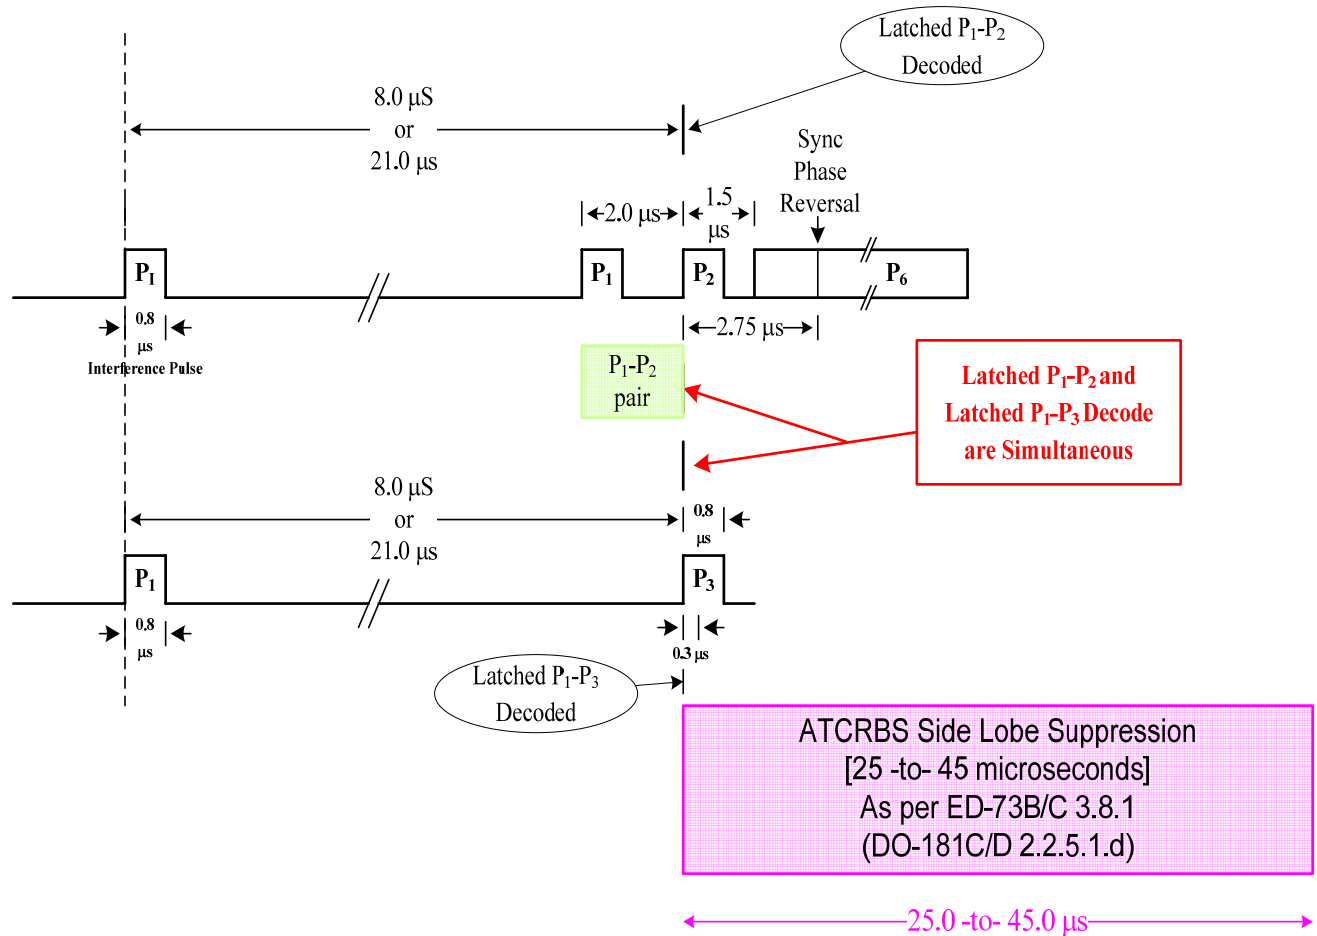 Latched P₁-P₂
Decoded
8.0 μS
or
21.0 μs
Sync
Phase
Reversal
2.0 μs
1.5
μs
P_I
P₁
P₂
P₆
0.8
μs
Interference Pulse
2.75 μs
P₁-P₂
pair
Latched P₁-P₂ and
Latched P₁-P₃ Decode
are Simultaneous
8.0 μS
or
21.0 μs
0.8
μs
P₁
P₃
0.8
μs
0.3 μs
Latched P₁-P₃
Decoded
ATCRBS Side Lobe Suppression
[25 -to- 45 microseconds]
As per ED-73B/C 3.8.1
(DO-181C/D 2.2.5.1.d)
25.0 -to- 45.0 μs